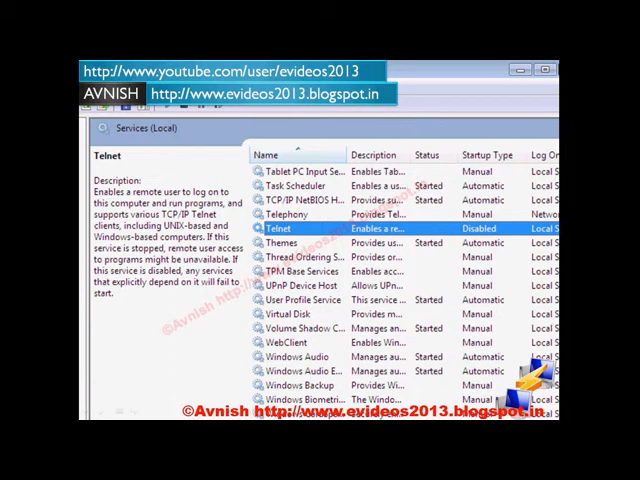 http://www.youtube.com/user/evideos2013
AVNISH http://www.evideos2013.blogspot.in
Services (Local)
Telnet
Description:
Enables a remote user to log on to
this computer and run programs, and
supports various TCP/IP Telnet
clients, including UNIX-based and
Windows-based computers. If this
service is stopped, remote user access
to programs might be unavailable. If
this service is disabled, any services
that explicitly depend on it will fail to
start.
Name Description Status Startup Type Log On
Tablet PC Input Se... Enables Tab... Manual Local S
Task Scheduler Enables a us... Started Automatic Local S
TCP/IP NetBIOS H... Provides su... Started Automatic Local S
Telephony Provides Tel... Manual Networ
Telnet Enables a re... Disabled Local S
Themes Provides us... Started Automatic Local S
Thread Ordering S... Provides or... Manual Local S
TPM Base Services Enables acc... Manual Local S
UPnP Device Host Allows UPn... Manual Local S
User Profile Service This service ... Started Automatic Local S
Virtual Disk Provides m... Manual Local S
Volume Shadow C... Manages an... Started Manual Local S
WebClient Enables Win... Manual Local S
Windows Audio Manages au... Started Automatic Local S
Windows Audio E... Manages au... Started Automatic
Windows Backup Provides Wi... Manual
Windows Biometri... The Windo... Manual Local S
©Avnish http://www.evideos2013.blogspot.in